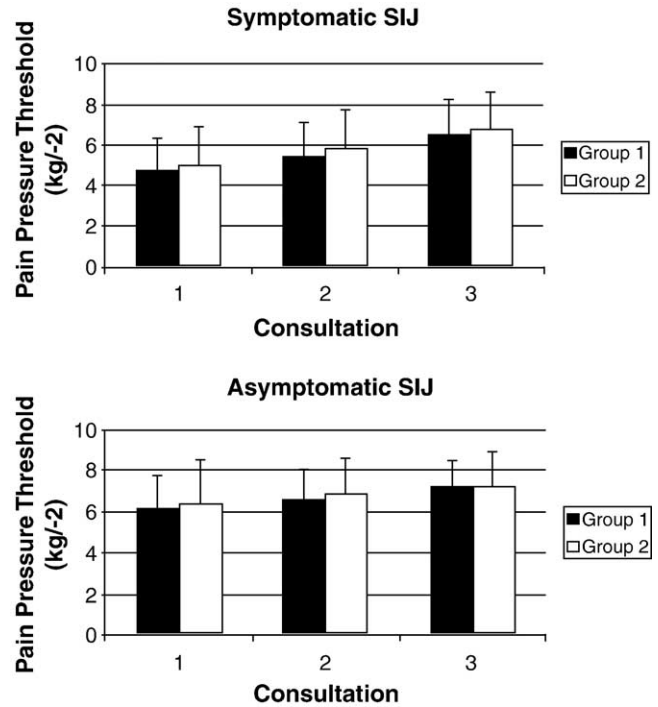 Symptomatic SIJ
Pain Pressure Threshold
(kg/-2)
10
8
6
4
2
0
1 2 3
Consultation
Group 1
Group 2
Asymptomatic SIJ
Pain Pressure Threshold
(kg/-2)
10
8
6
4
2
0
1 2 3
Consultation
Group 1
Group 2